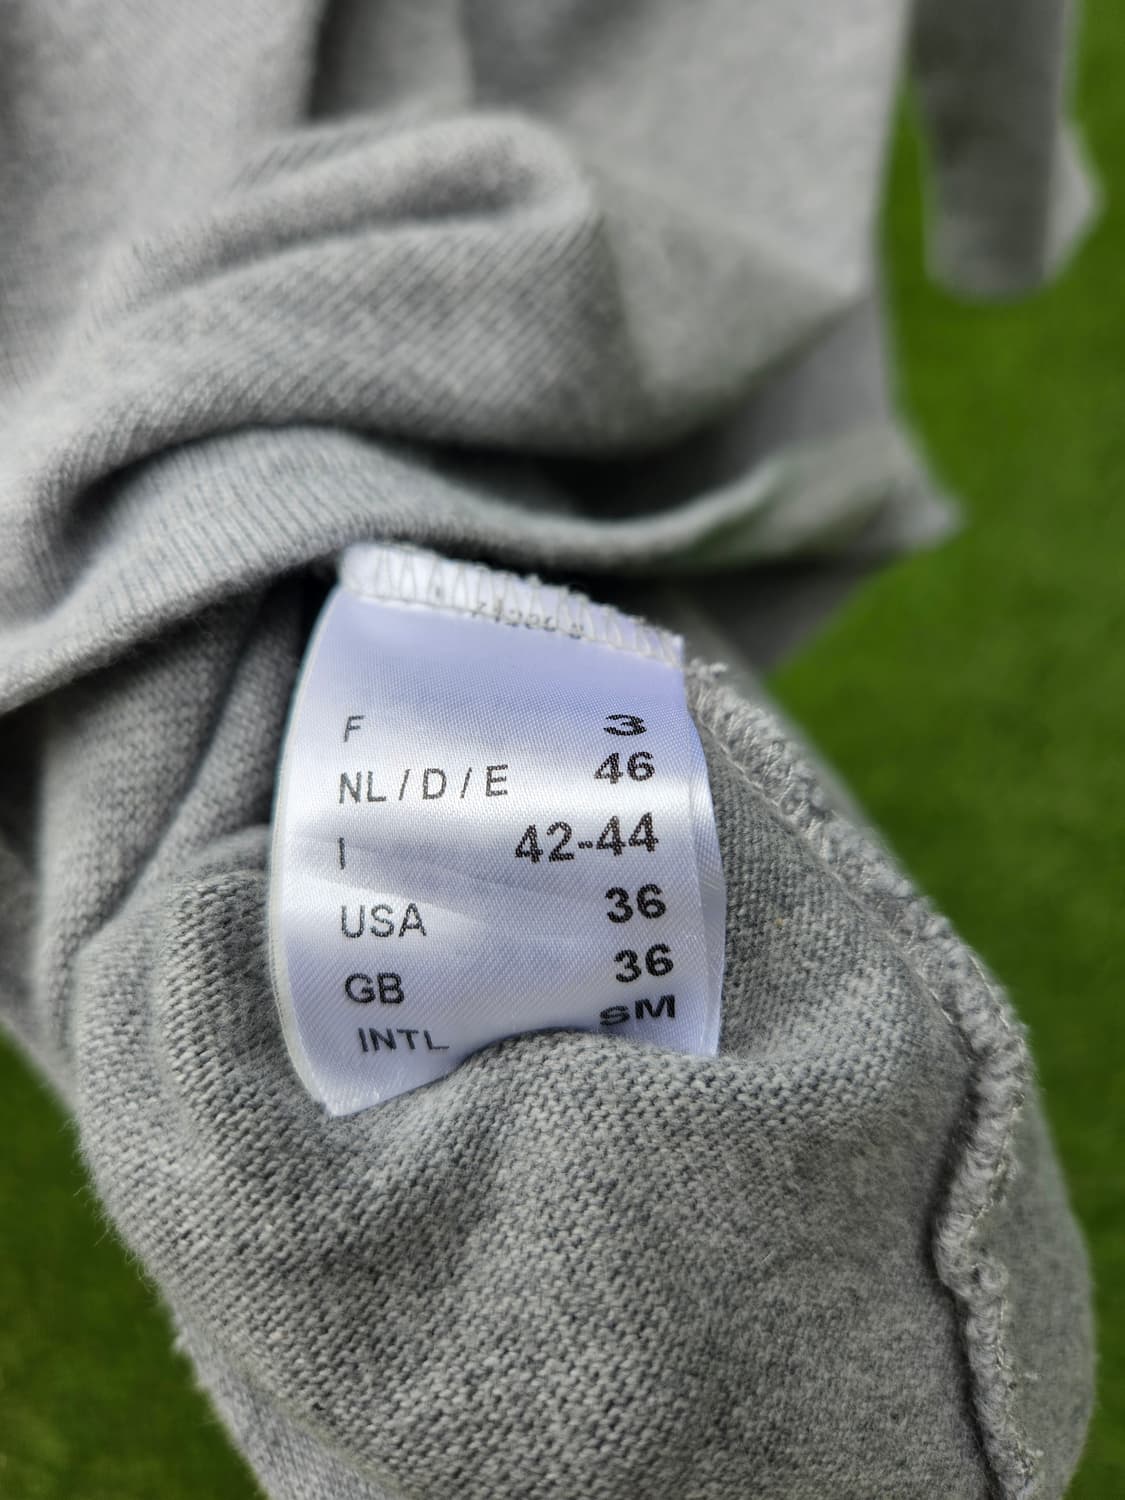 F 3
NL / D / E 46
I 42-44
USA 36
GB 36
INTL SM